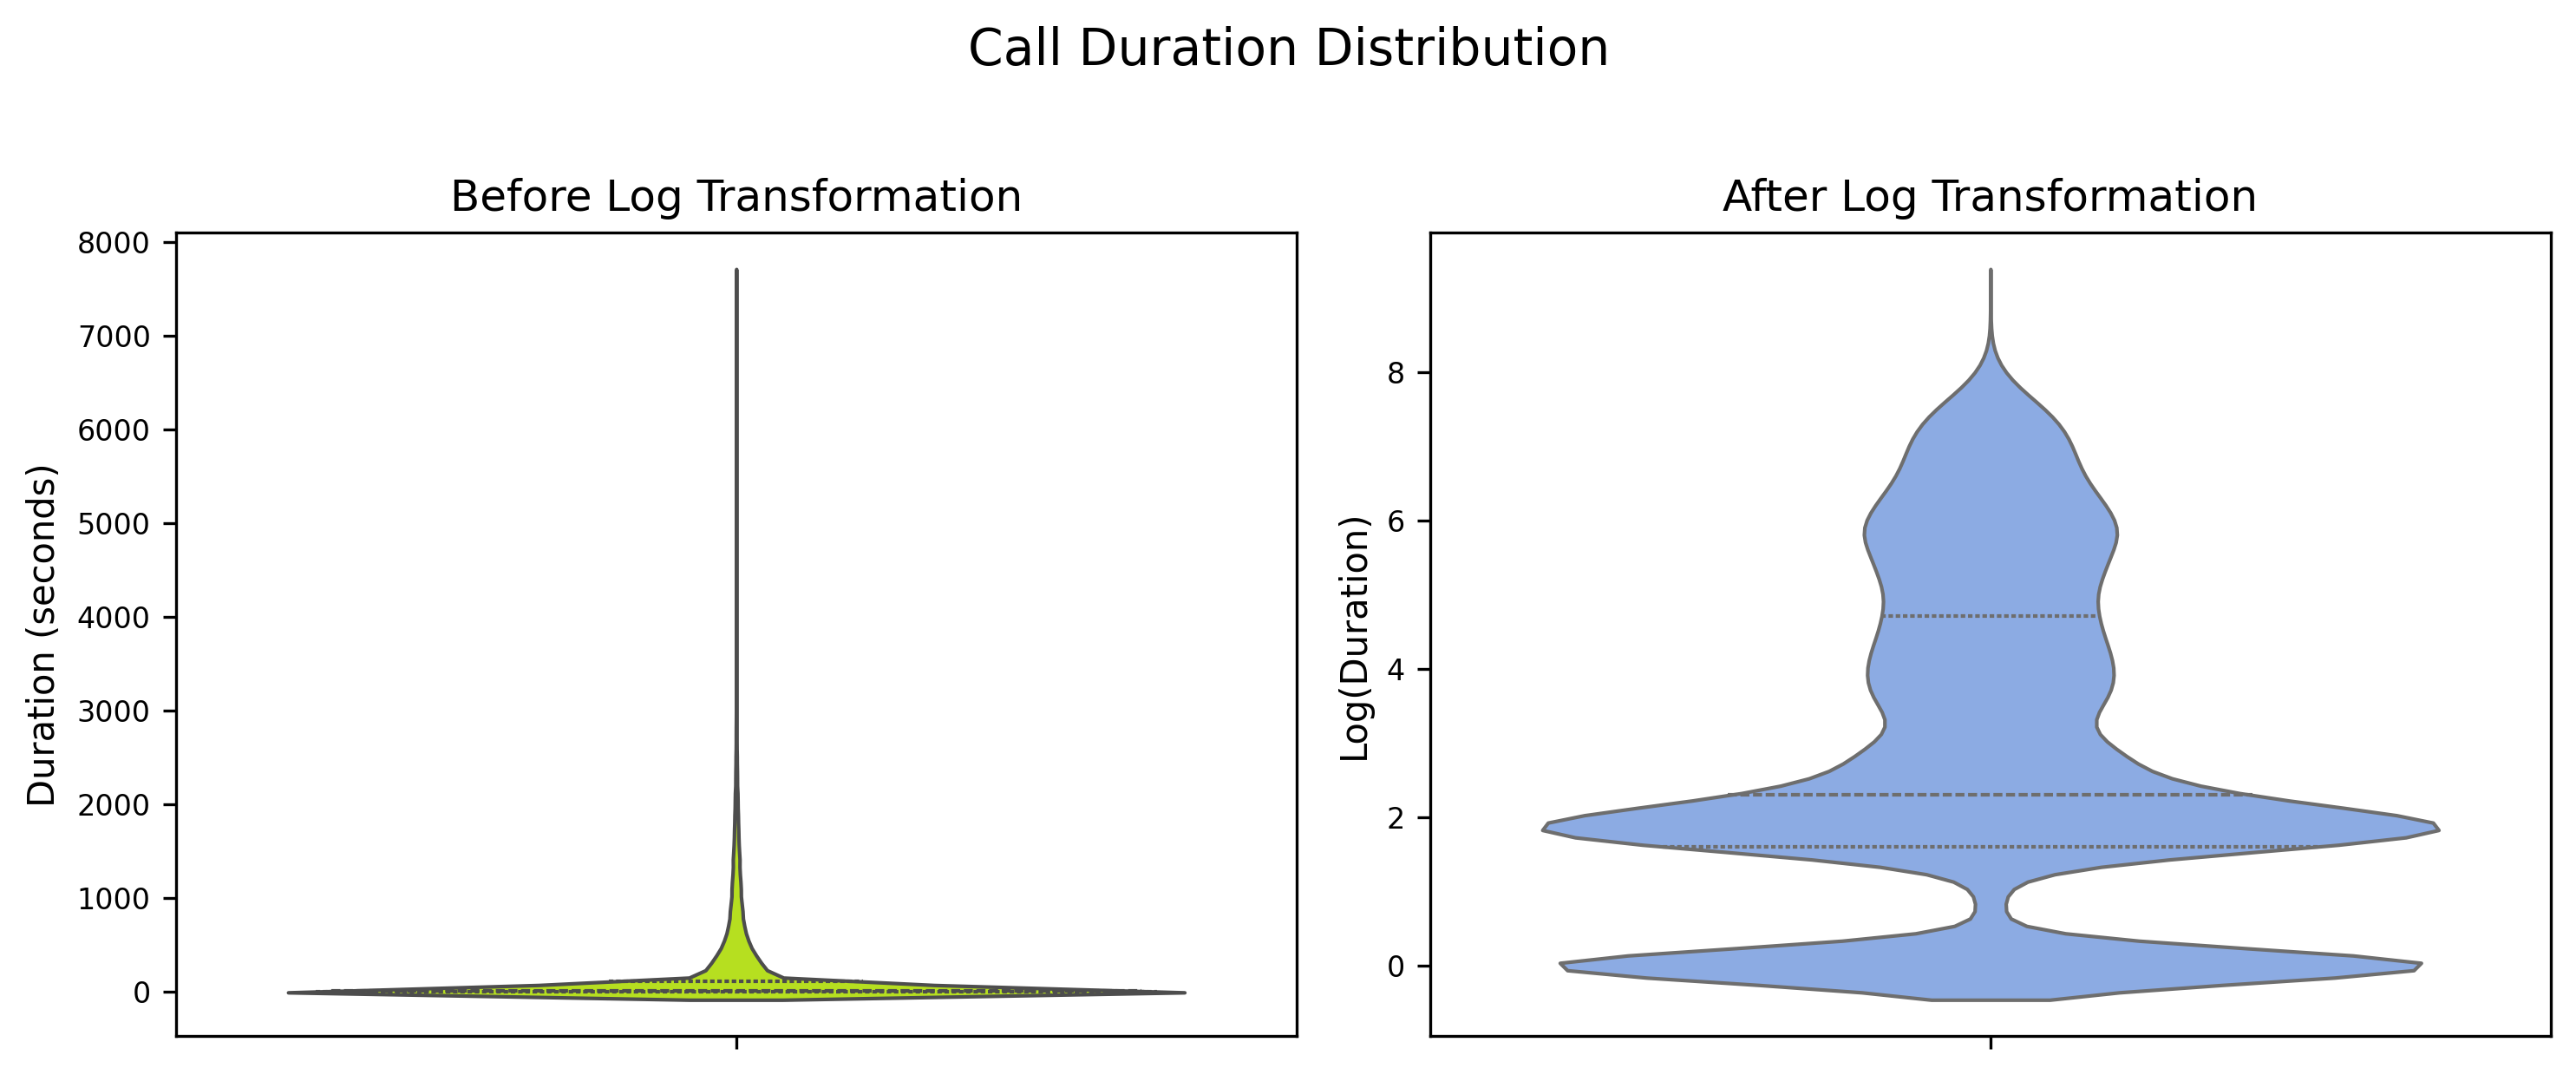 Call Duration Distribution
Before Log Transformation
Duration (seconds)
8000
7000
6000
5000
4000
3000
2000
1000
0
After Log Transformation
Log(Duration)
8
6
4
2
0